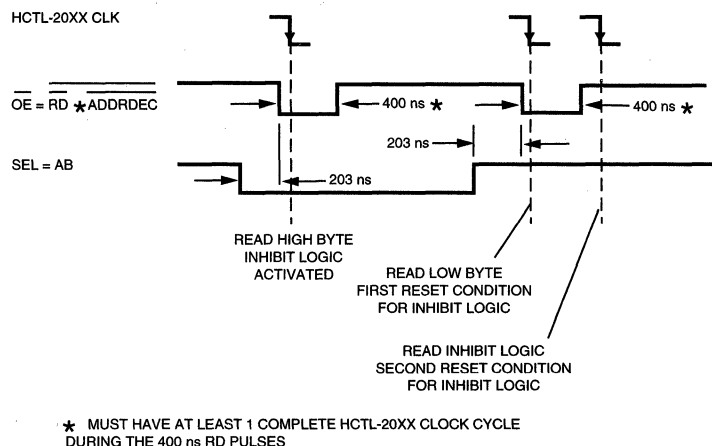 HCTL-20XX CLK
OE = RD * ADDRDEC
400 ns *
400 ns *
203 ns
SEL = AB
203 ns
READ HIGH BYTE
INHIBIT LOGIC
ACTIVATED
READ LOW BYTE
FIRST RESET CONDITION
FOR INHIBIT LOGIC
READ INHIBIT LOGIC
SECOND RESET CONDITION
FOR INHIBIT LOGIC
* MUST HAVE AT LEAST 1 COMPLETE HCTL-20XX CLOCK CYCLE
DURING THE 400 ns RD PULSES